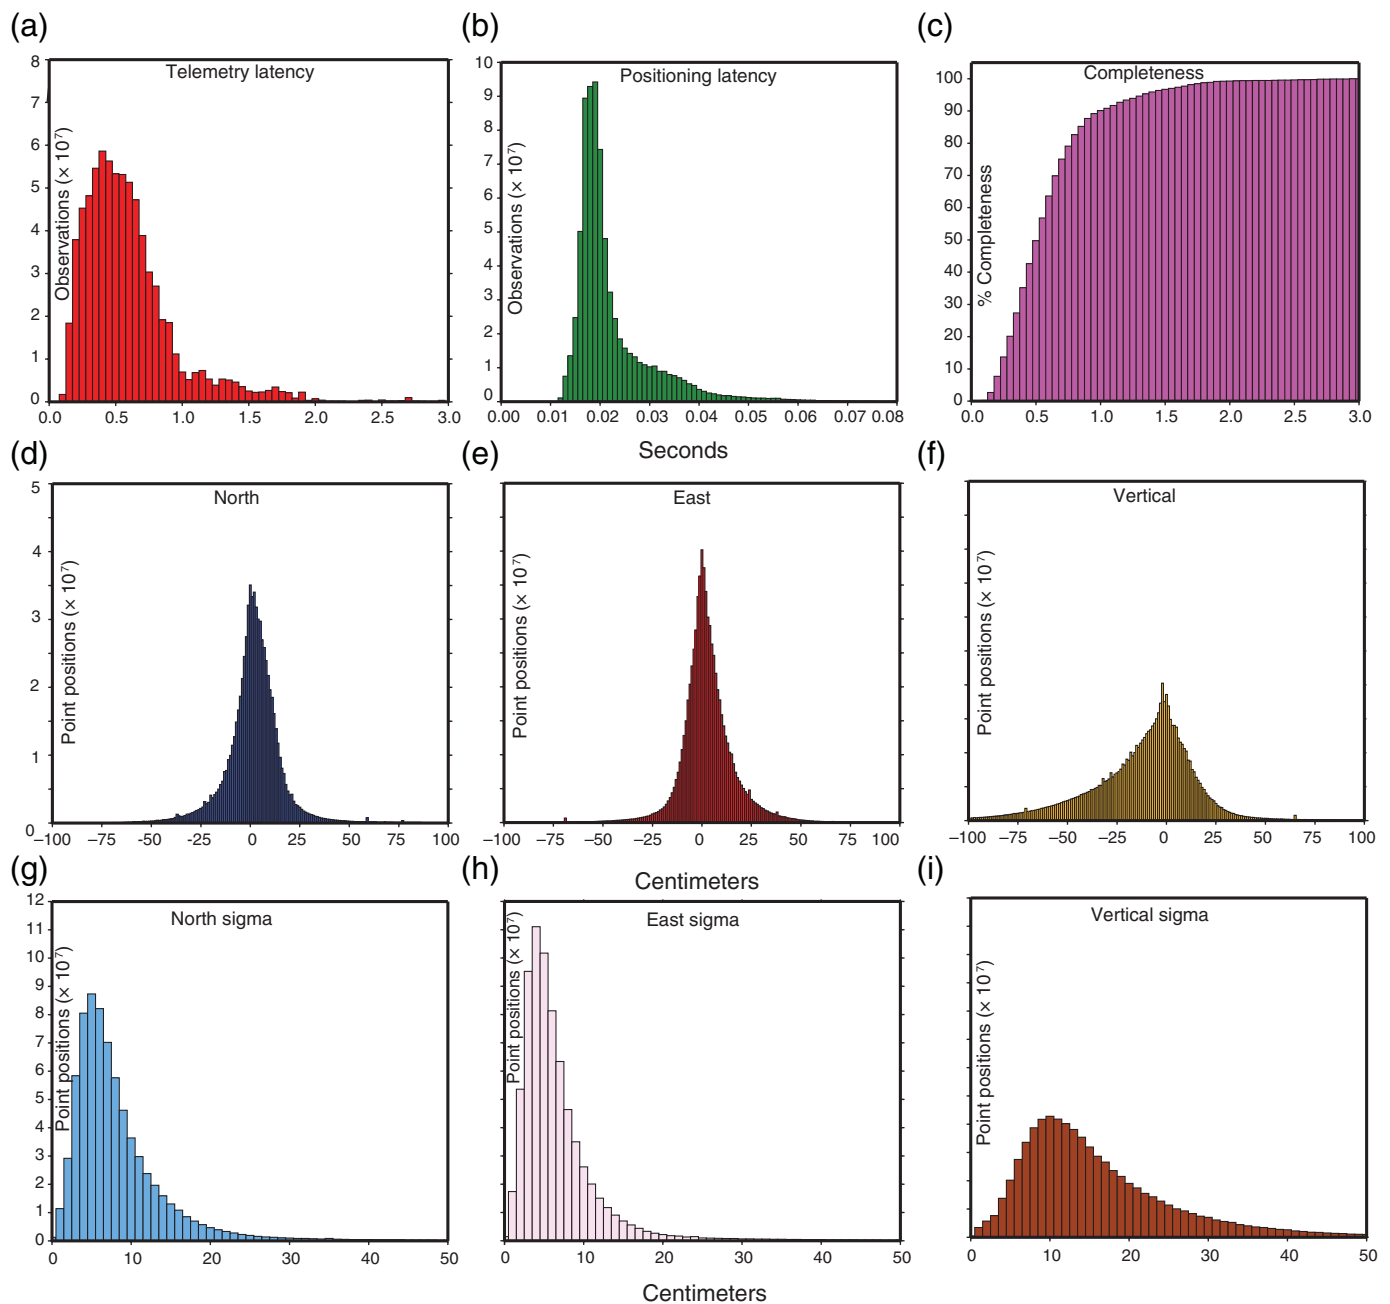 (a)
Telemetry latency
Observations (× 10⁷)
8
7
6
5
4
3
2
1
0
0.0 0.5 1.0 1.5 2.0 2.5 3.0
(b)
Positioning latency
Observations (× 10⁷)
10
9
8
7
6
5
4
3
2
1
0
0.00 0.01 0.02 0.03 0.04 0.05 0.06 0.07 0.08
Seconds
(c)
Completeness
% Completeness
100
90
80
70
60
50
40
30
20
10
0
0.0 0.5 1.0 1.5 2.0 2.5 3.0
(d)
North
Point positions (× 10⁷)
5
4
3
2
1
0
−100 −75 −50 −25 0 25 50 75 100
(e)
East
Point positions (× 10⁷)
−100 −75 −50 −25 0 25 50 75 100
Centimeters
(f)
Vertical
Point positions (× 10⁷)
−100 −75 −50 −25 0 25 50 75 100
(g)
North sigma
Point positions (× 10⁷)
12
11
10
9
8
7
6
5
4
3
2
1
0
0 10 20 30 40 50
(h)
East sigma
Point positions (× 10⁷)
0 10 20 30 40 50
Centimeters
(i)
Vertical sigma
Point positions (× 10⁷)
0 10 20 30 40 50